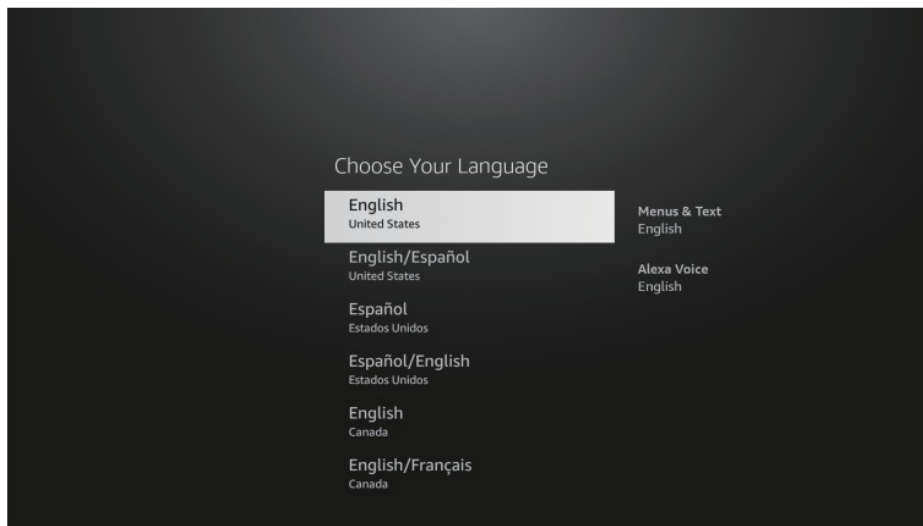 Choose Your Language
English
United States
English/Español
United States
Español
Estados Unidos
Español/English
Estados Unidos
English
Canada
English/Français
Canada
Menus & Text
English
Alexa Voice
English